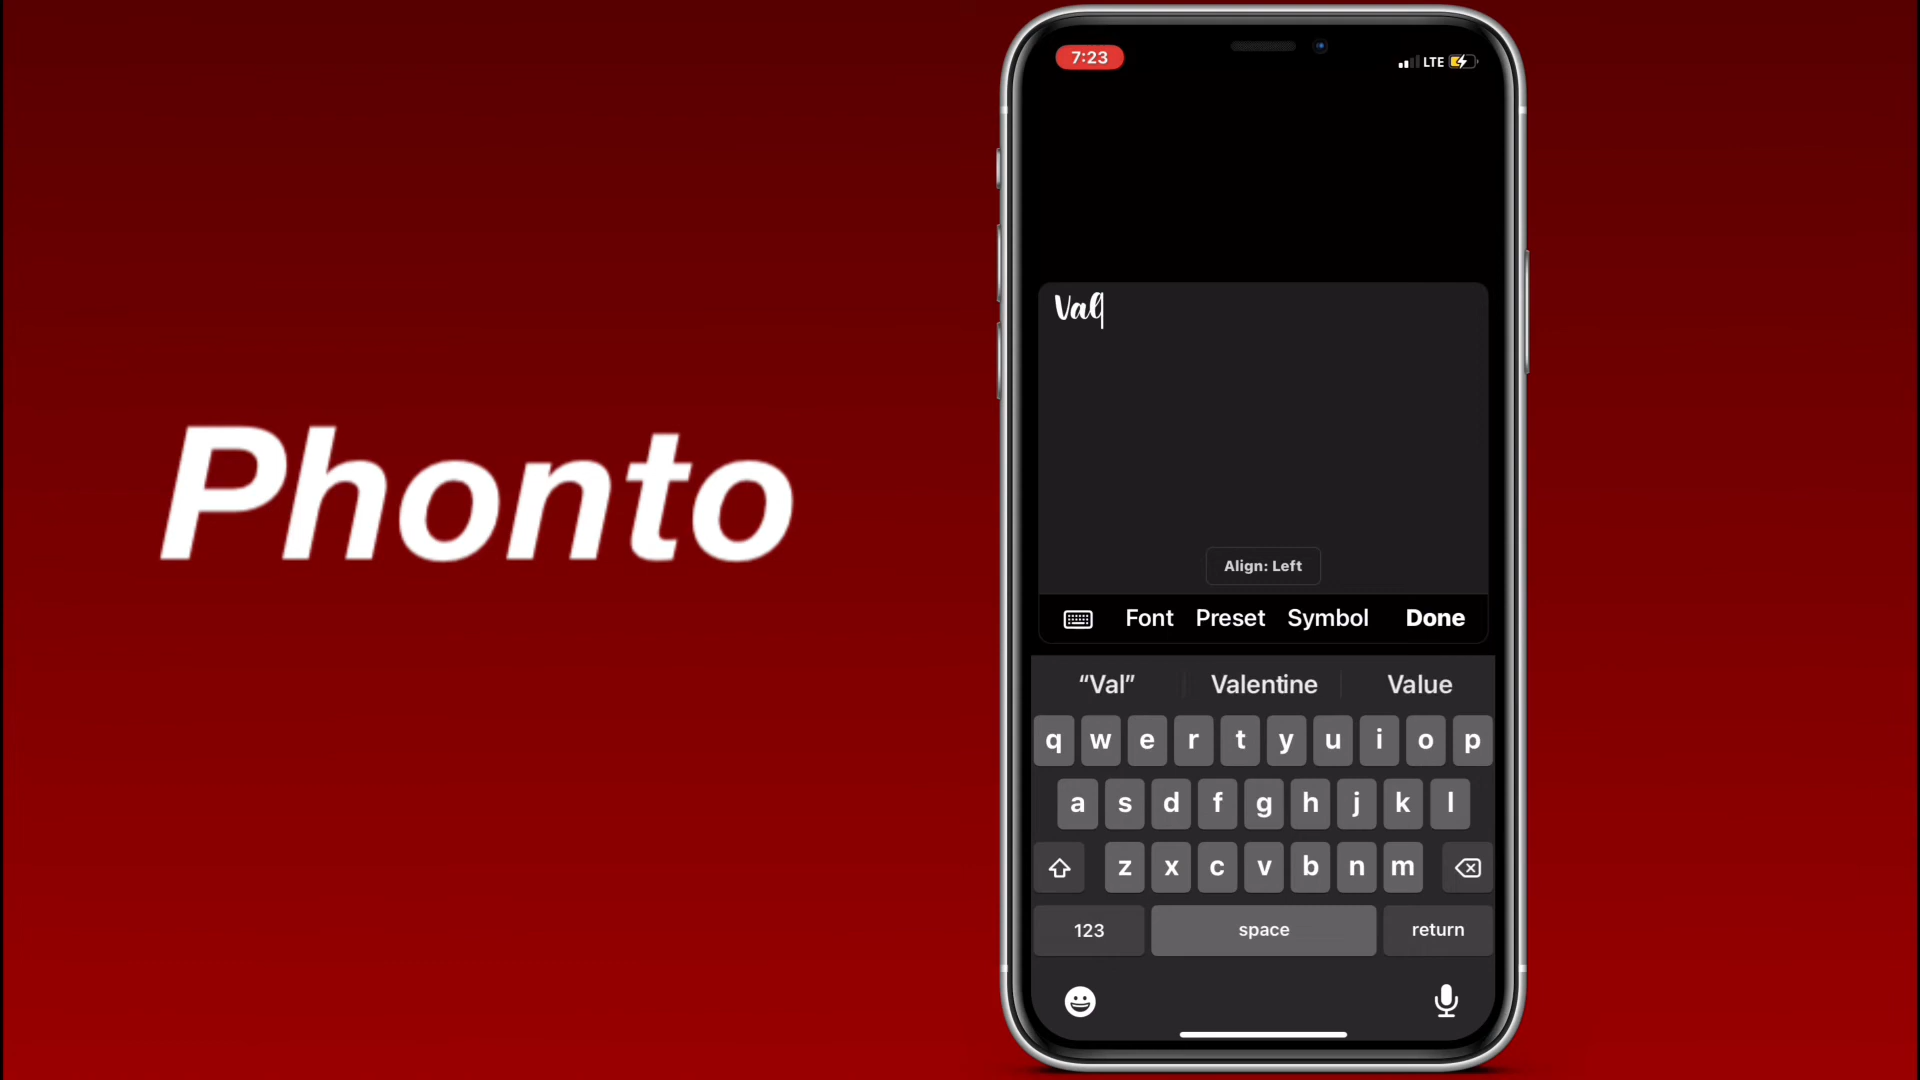 Phonto
7:23
LTE
Val
Align: Left
Font Preset Symbol Done
“Val” Valentine Value
q w e r t y u i o p
a s d f g h j k l
z x c v b n m
123 space return